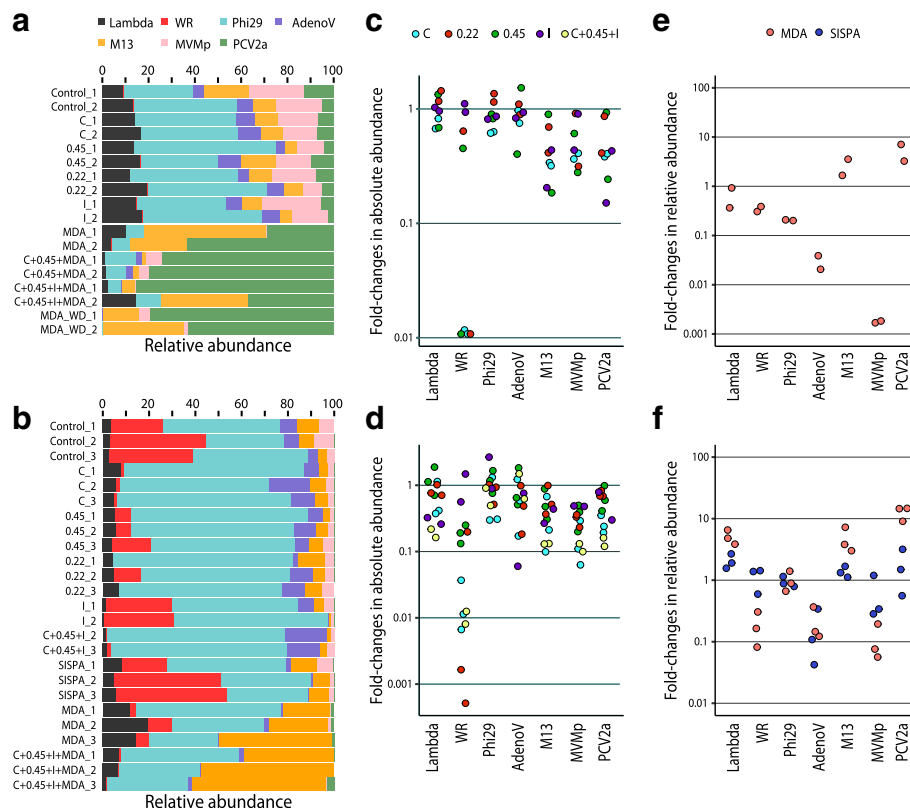 a
Lambda WR Phi29 AdenoV
M13 MVMp PCV2a
0 20 40 60 80 100
Control_1
Control_2
C_1
C_2
0.45_1
0.45_2
0.22_1
0.22_2
I_1
I_2
MDA_1
MDA_2
C+0.45+MDA_1
C+0.45+MDA_2
C+0.45+I+MDA_1
C+0.45+I+MDA_2
MDA_WD_1
MDA_WD_2
Relative abundance
b
0 20 40 60 80 100
Control_1
Control_2
Control_3
C_1
C_2
C_3
0.45_1
0.45_2
0.45_3
0.22_1
0.22_2
0.22_3
I_1
I_2
C+0.45+I_2
C+0.45+I_3
SISPA_1
SISPA_2
SISPA_3
MDA_1
MDA_2
MDA_3
C+0.45+I+MDA_1
C+0.45+I+MDA_2
C+0.45+I+MDA_3
Relative abundance
c
C 0.22 0.45 I C+0.45+I
Fold-changes in absolute abundance
1
0.1
0.01
Lambda WR Phi29 AdenoV M13 MVMp PCV2a
d
Fold-changes in absolute abundance
1
0.1
0.01
0.001
Lambda WR Phi29 AdenoV M13 MVMp PCV2a
e
MDA SISPA
Fold-changes in relative abundance
100
10
1
0.1
0.01
0.001
Lambda WR Phi29 AdenoV M13 MVMp PCV2a
f
Fold-changes in relative abundance
100
10
1
0.1
0.01
Lambda WR Phi29 AdenoV M13 MVMp PCV2a